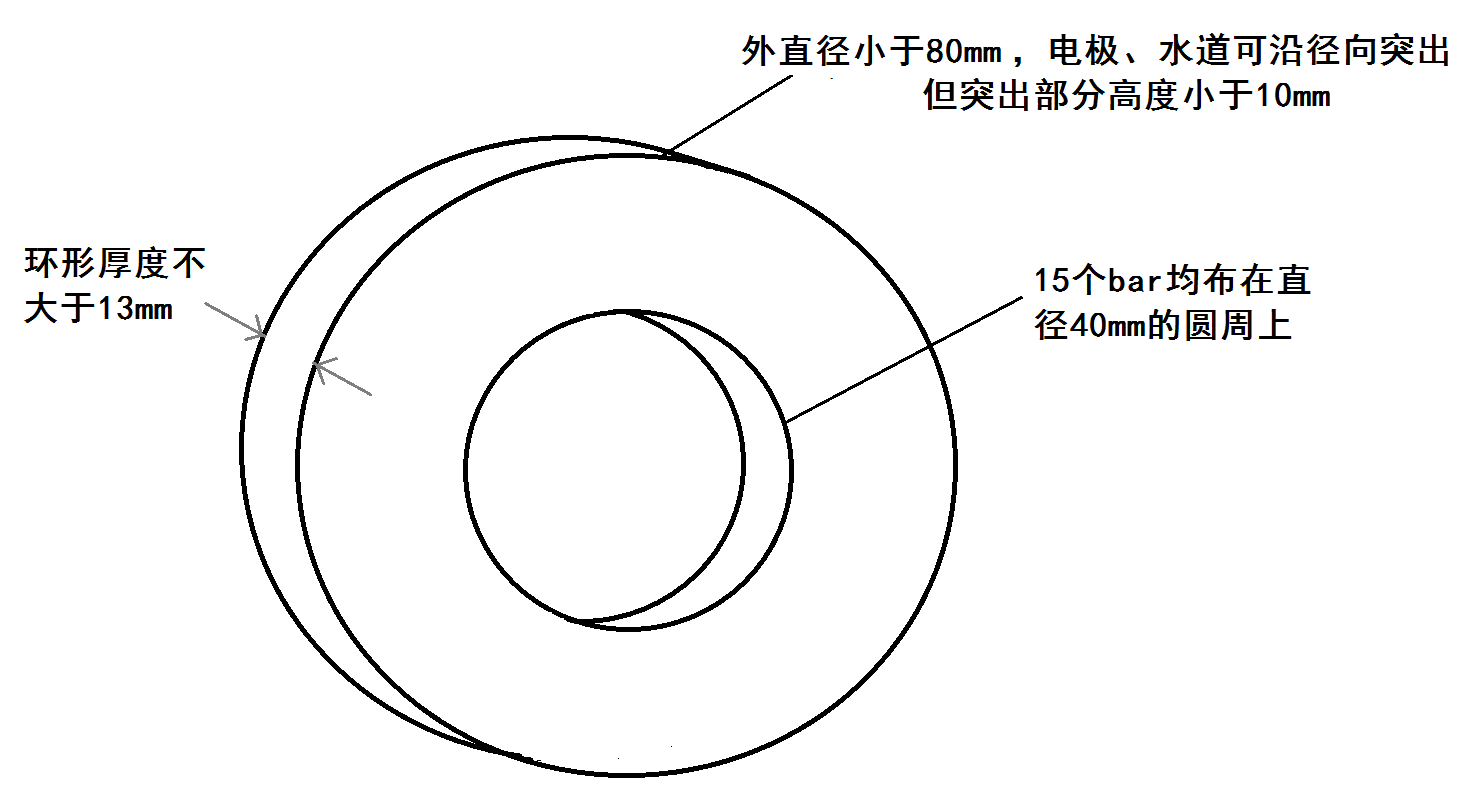 外直径小于80mm，电极、水道可沿径向突出
但突出部分高度小于10mm
环形厚度不
大于13mm
15个bar均布在直
径40mm的圆周上